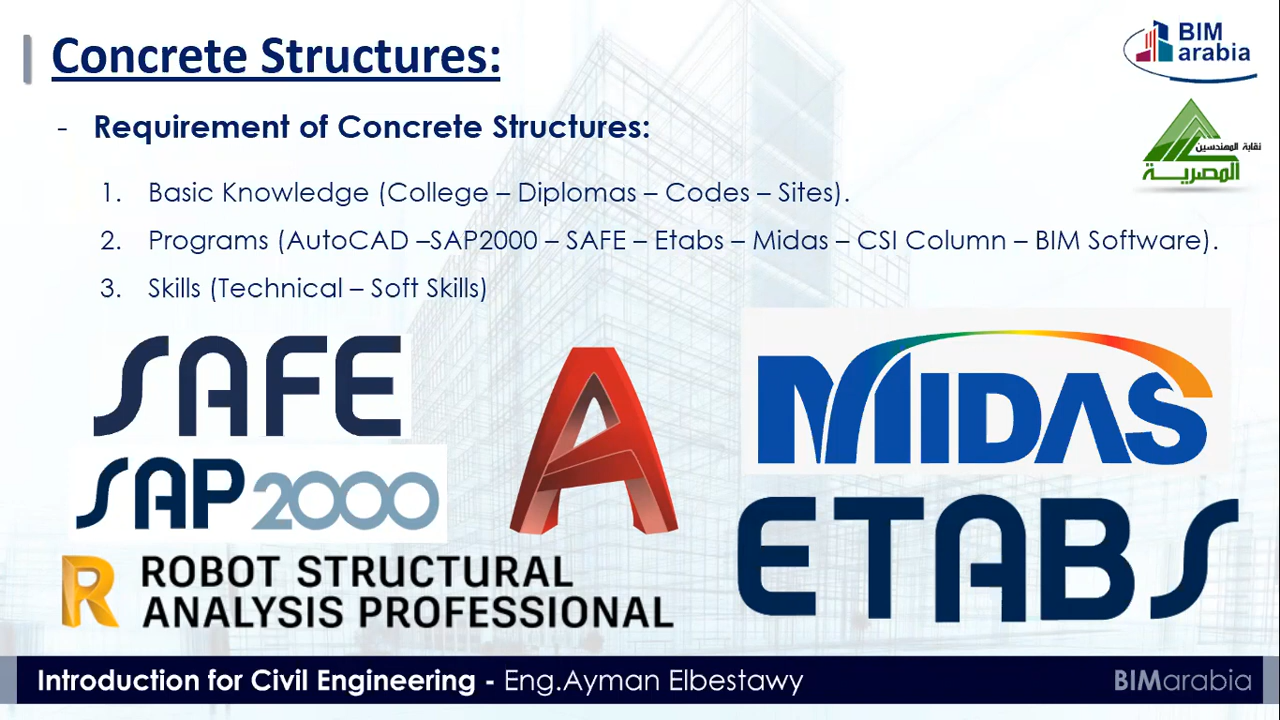 Concrete Structures:
BIM
arabia
- Requirement of Concrete Structures:
نقابة المهندسين
المصرية
1. Basic Knowledge (College – Diplomas – Codes – Sites).
2. Programs (AutoCAD –SAP2000 – SAFE – Etabs – Midas – CSI Column – BIM Software).
3. Skills (Technical – Soft Skills)
SAFE
MIDAS
SAP2000
ETABS
R ROBOT STRUCTURAL
ANALYSIS PROFESSIONAL
A
Introduction for Civil Engineering - Eng.Ayman Elbestawy
BIMarabia